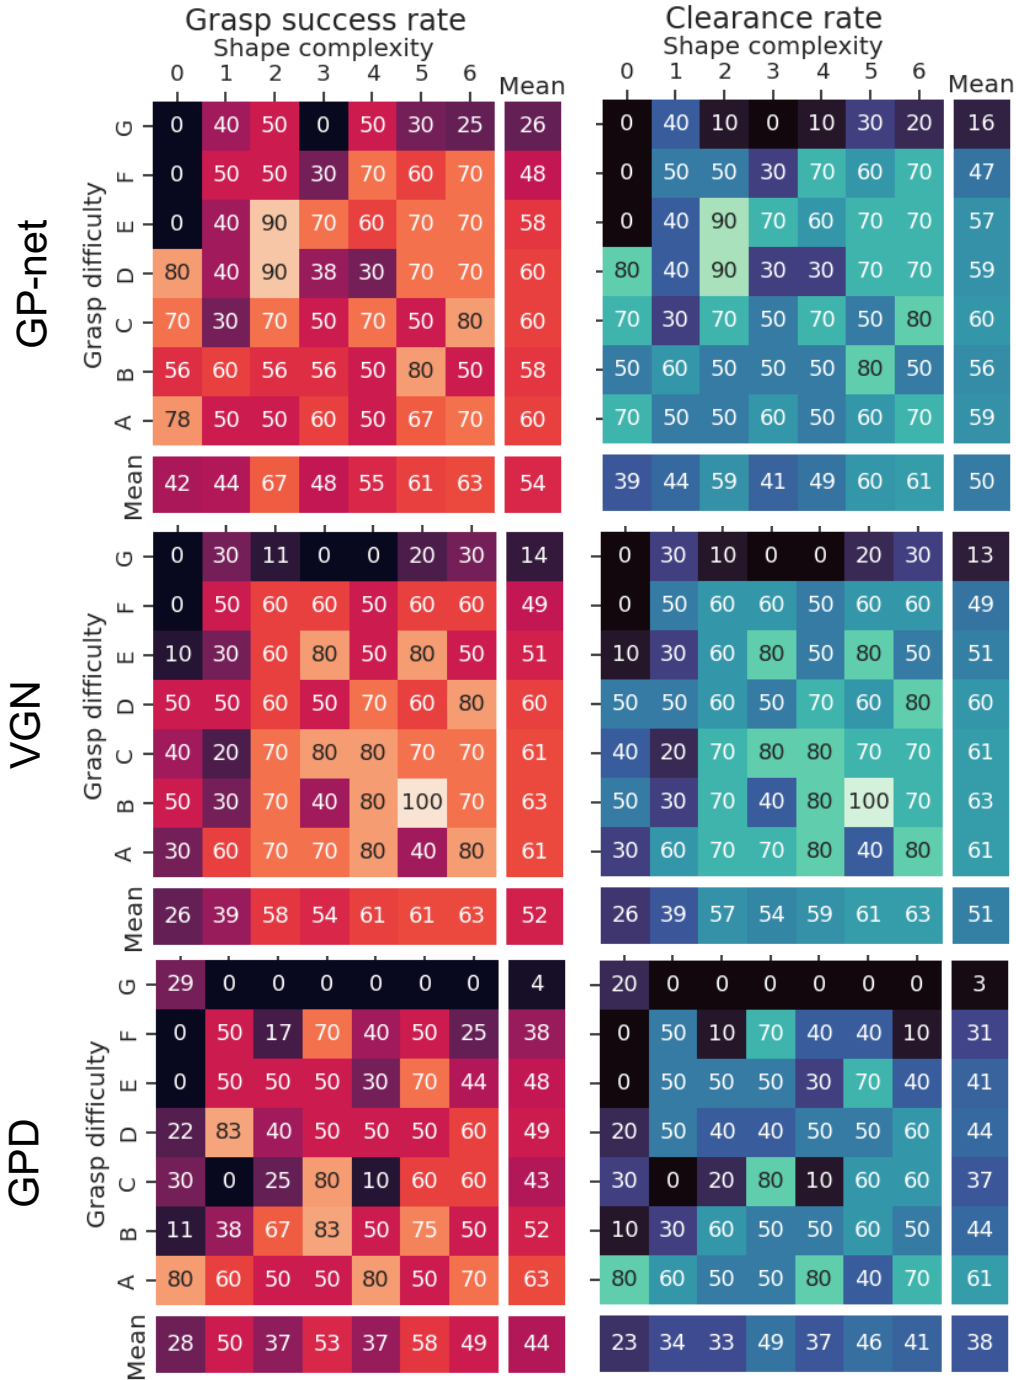 Grasp success rate Clearance rate
Shape complexity Shape complexity
0 1 2 3 4 5 6 Mean 0 1 2 3 4 5 6 Mean
GP-net
Grasp difficulty
G 0 40 50 0 50 30 25 26 0 40 10 0 10 30 20 16
F 0 50 50 30 70 60 70 48 0 50 50 30 70 60 70 47
E 0 40 90 70 60 70 70 58 0 40 90 70 60 70 70 57
D 80 40 90 38 30 70 70 60 80 40 90 30 30 70 70 59
C 70 30 70 50 70 50 80 60 70 30 70 50 70 50 80 60
B 56 60 56 56 50 80 50 58 50 60 50 50 50 80 50 56
A 78 50 50 60 50 67 70 60 70 50 50 60 50 60 70 59
Mean 42 44 67 48 55 61 63 54 39 44 59 41 49 60 61 50
VGN
Grasp difficulty
G 0 30 11 0 0 20 30 14 0 30 10 0 0 20 30 13
F 0 50 60 60 50 60 60 49 0 50 60 60 50 60 60 49
E 10 30 60 80 50 80 50 51 10 30 60 80 50 80 50 51
D 50 50 60 50 70 60 80 60 50 50 60 50 70 60 80 60
C 40 20 70 80 80 70 70 61 40 20 70 80 80 70 70 61
B 50 30 70 40 80 100 70 63 50 30 70 40 80 100 70 63
A 30 60 70 70 80 40 80 61 30 60 70 70 80 40 80 61
Mean 26 39 58 54 61 61 63 52 26 39 57 54 59 61 63 51
GPD
Grasp difficulty
G 29 0 0 0 0 0 0 4 20 0 0 0 0 0 0 3
F 0 50 17 70 40 50 25 38 0 50 10 70 40 40 10 31
E 0 50 50 50 30 70 44 48 0 50 50 50 30 70 40 41
D 22 83 40 50 50 50 60 49 20 50 40 40 50 50 60 44
C 30 0 25 80 10 60 60 43 30 0 20 80 10 60 60 37
B 11 38 67 83 50 75 50 52 10 30 60 50 50 60 50 44
A 80 60 50 50 80 50 70 63 80 60 50 50 80 40 70 61
Mean 28 50 37 53 37 58 49 44 23 34 33 49 37 46 41 38